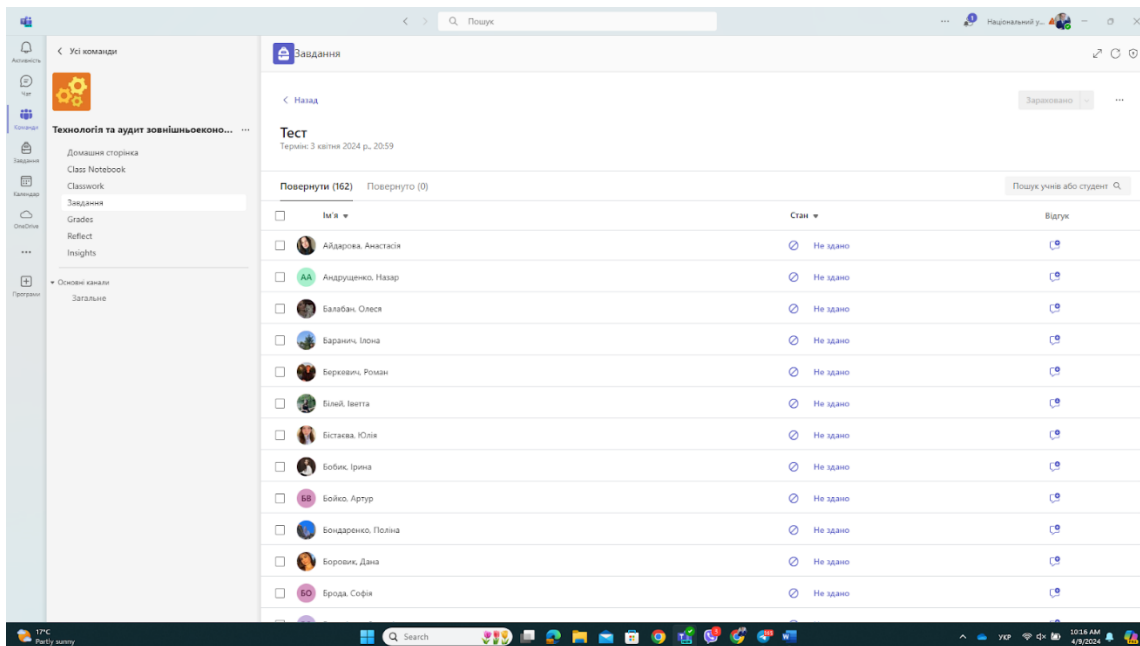 Пошук
Національний у...
Активність
Чат
Команди
Завдання
Календар
OneDrive
Програми
Усі команди
Технологія та аудит зовнішньоеконо...
Домашня сторінка
Class Notebook
Classwork
Завдання
Grades
Reflect
Insights
Основні канали
Загальне
Завдання
Назад
Зараховано
Тест
Термін: 3 квітня 2024 р., 20:59
Повернути (162) Повернуто (0)
Пошук учнів або студент
Ім'я Стан Відгук
Айдарова, Анастасія Не здано
АА Андрущенко, Назар Не здано
Балабан, Олеся Не здано
Баранич, Ілона Не здано
Беркевич, Роман Не здано
Білей, Іветта Не здано
Бістаєва, Юлія Не здано
Бобик, Ірина Не здано
БВ Бойко, Артур Не здано
Бондаренко, Поліна Не здано
Боровик, Дана Не здано
БО Брода, Софія Не здано
17°C
Partly sunny
Search
УКР
10:16 AM
4/9/2024